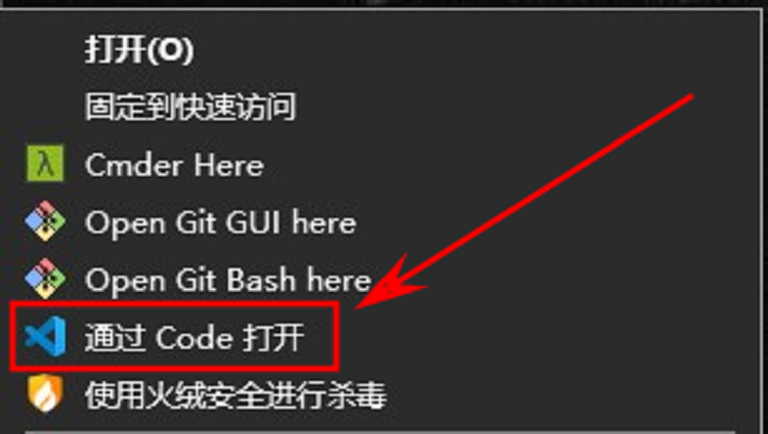 打开(O)
固定到快速访问
Cmder Here
Open Git GUI here
Open Git Bash here
通过 Code 打开
使用火绒安全进行杀毒